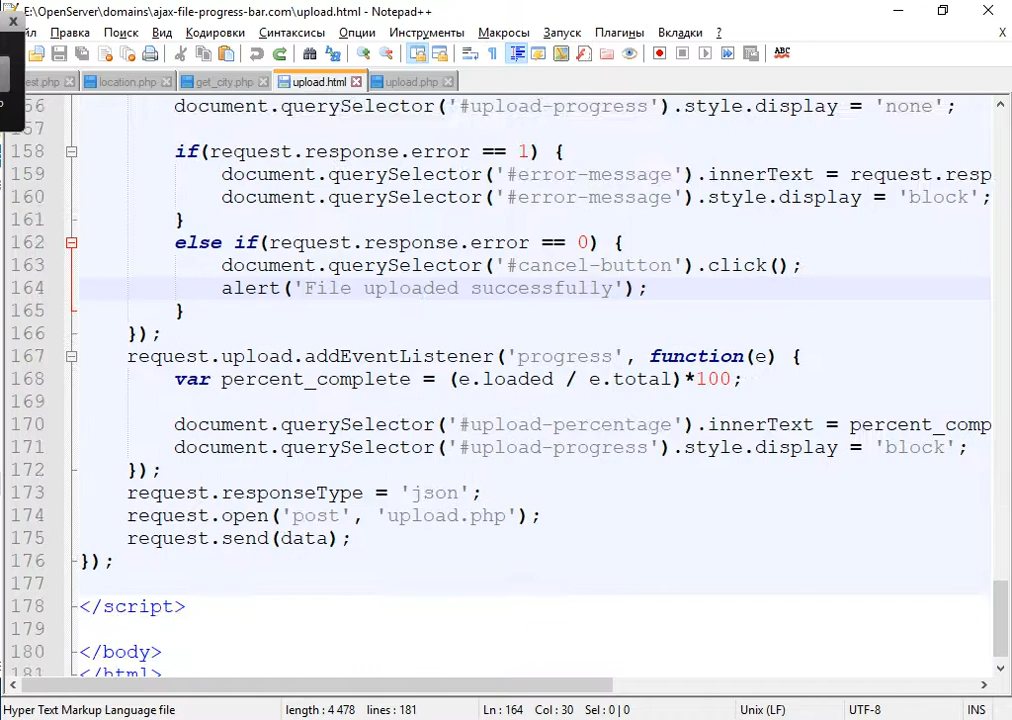 E:\OpenServer\domains\ajax-file-progress-bar.com\upload.html - Notepad++
Правка Поиск Вид Кодировки Синтаксисы Опции Инструменты Макросы Запуск Плагины Вкладки ? X
est.php location.php get_city.php upload.html upload.php
document.querySelector('#upload-progress').style.display = 'none';
157
158 if(request.response.error == 1) {
159 document.querySelector('#error-message').innerText = request.resp
160 document.querySelector('#error-message').style.display = 'block';
161 }
162 else if(request.response.error == 0) {
163 document.querySelector('#cancel-button').click();
164 alert('File uploaded successfully');
165 }
166 });
167 request.upload.addEventListener('progress', function(e) {
168 var percent_complete = (e.loaded / e.total)*100;
169
170 document.querySelector('#upload-percentage').innerText = percent_comp
171 document.querySelector('#upload-progress').style.display = 'block';
172 });
173 request.responseType = 'json';
174 request.open('post', 'upload.php');
175 request.send(data);
176 });
177
178 </script>
179
180 </body>
181 </html>
Hyper Text Markup Language file length : 4 478 lines : 181 Ln : 164 Col : 30 Sel : 0 | 0 Unix (LF) UTF-8 INS